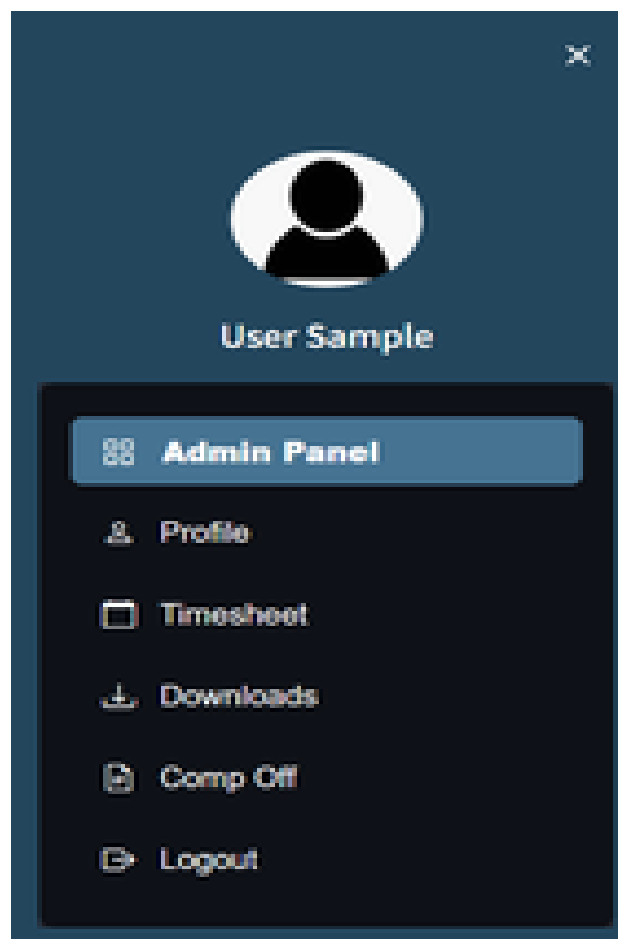 User Sample
Admin Panel
Profile
Timesheet
Downloads
Comp Off
Logout